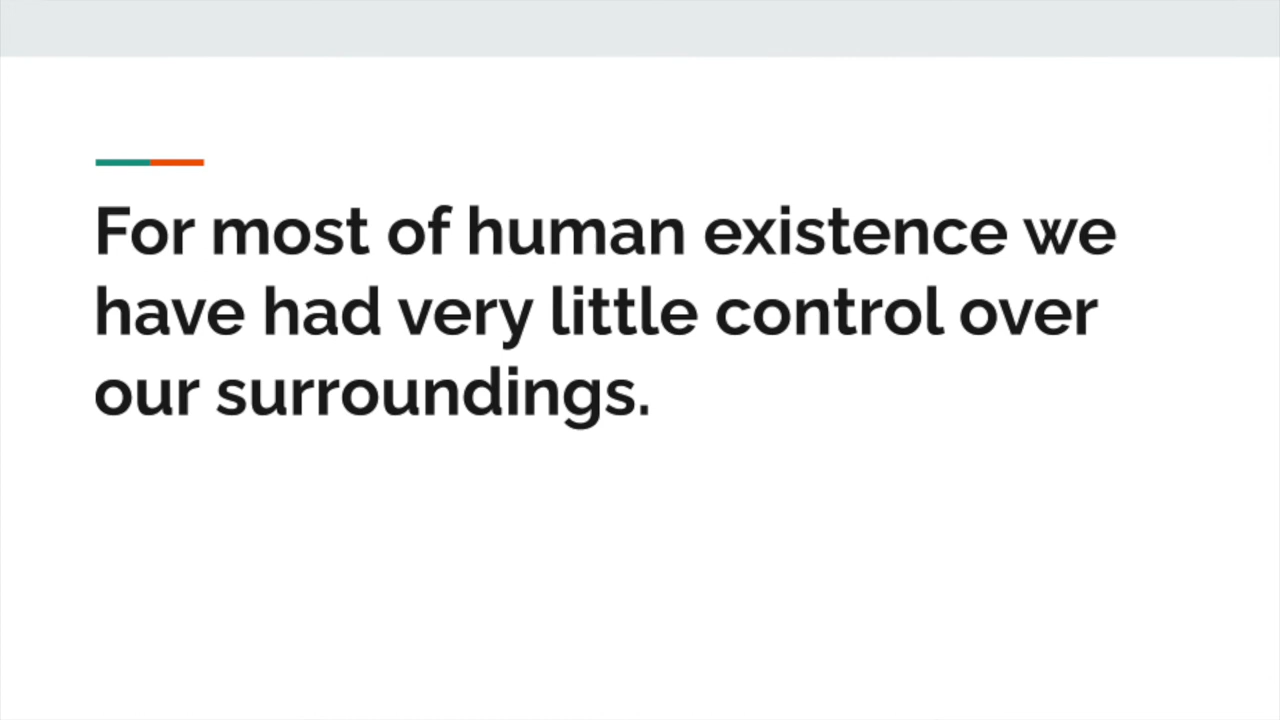 For most of human existence we
have had very little control over
our surroundings.